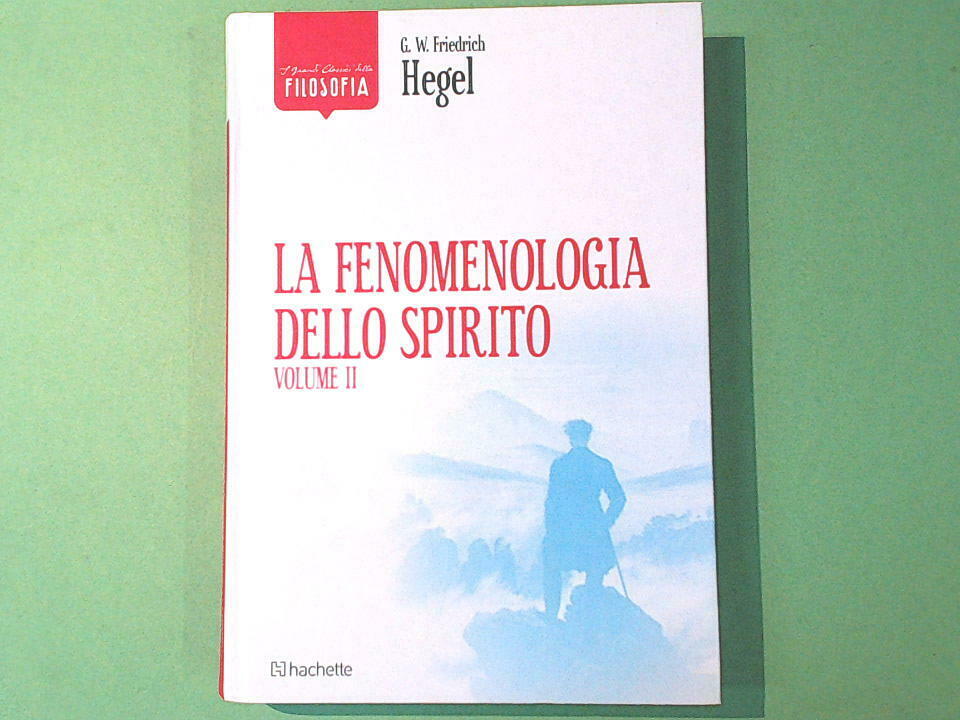 I Grandi Classici della
FILOSOFIA
G. W. Friedrich
Hegel
LA FENOMENOLOGIA
DELLO SPIRITO
VOLUME II
hachette